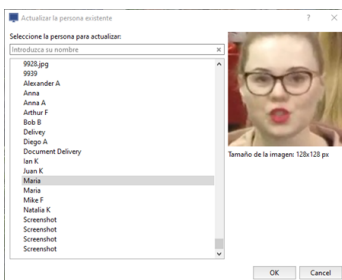 Actualizar la persona existente
Seleccione la persona para actualizar:
Introduzca su nombre
9928.jpg
9939
Alexander A
Anna
Anna A
Arthur F
Bob B
Delivey
Diego A
Document Delivery
Ian K
Juan K
Maria
Maria
Mike F
Natalia K
Screenshot
Screenshot
Screenshot
Screenshot
Tamaño de la imagen: 128x128 px
OK
Cancel